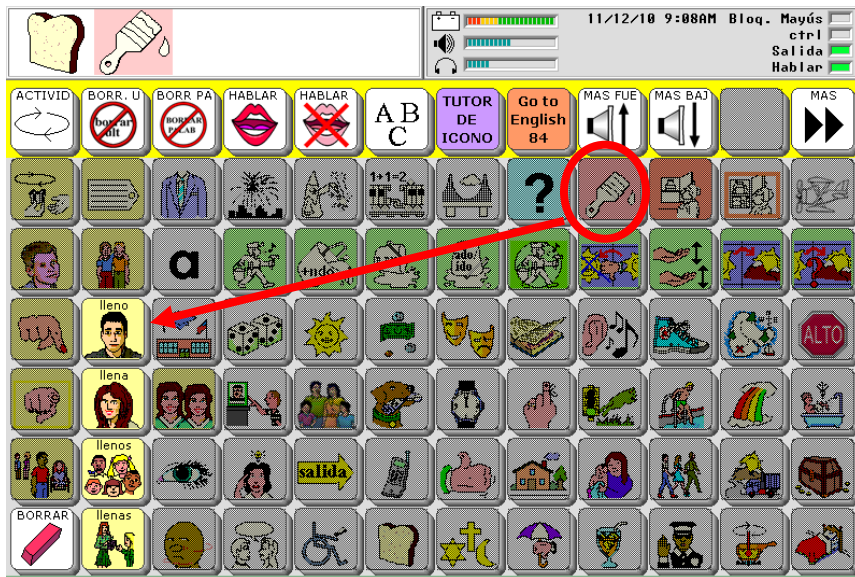 11/12/10 9:08AM Bloq. Mayús
ctrl
Salida
Hablar
ACTIVID
BORR. U
BORR PA
HABLAR
HABLAR
MAS FUE
MAS BAJ
MAS
borrar
ult
BORRAR
PALAB
A B
C
TUTOR
DE
ICONO
Go to
English
84
1+1=2
?
a
+ndo
ado/
ido
lleno
ALTO
llena
llenos
salida
BORRAR
llenas